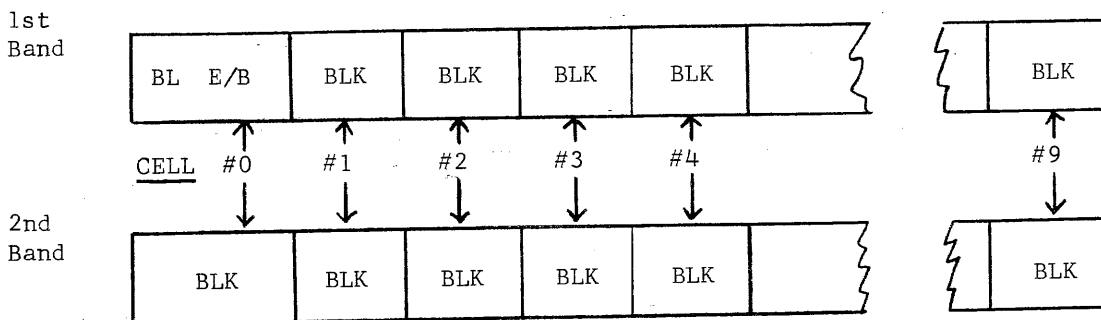 1st
Band
BL E/B BLK BLK BLK BLK BLK
CELL #0 #1 #2 #3 #4 #9
2nd
Band
BLK BLK BLK BLK BLK BLK